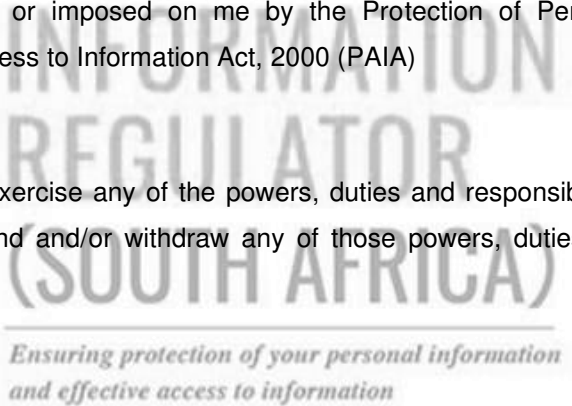 or imposed on me by the Protection of Per
ess to Information Act, 2000 (PAIA)
INFORMATION
REGULATOR
xercise any of the powers, duties and responsib
nd and/or withdraw any of those powers, duties
(SOUTH AFRICA)
Ensuring protection of your personal information
and effective access to information